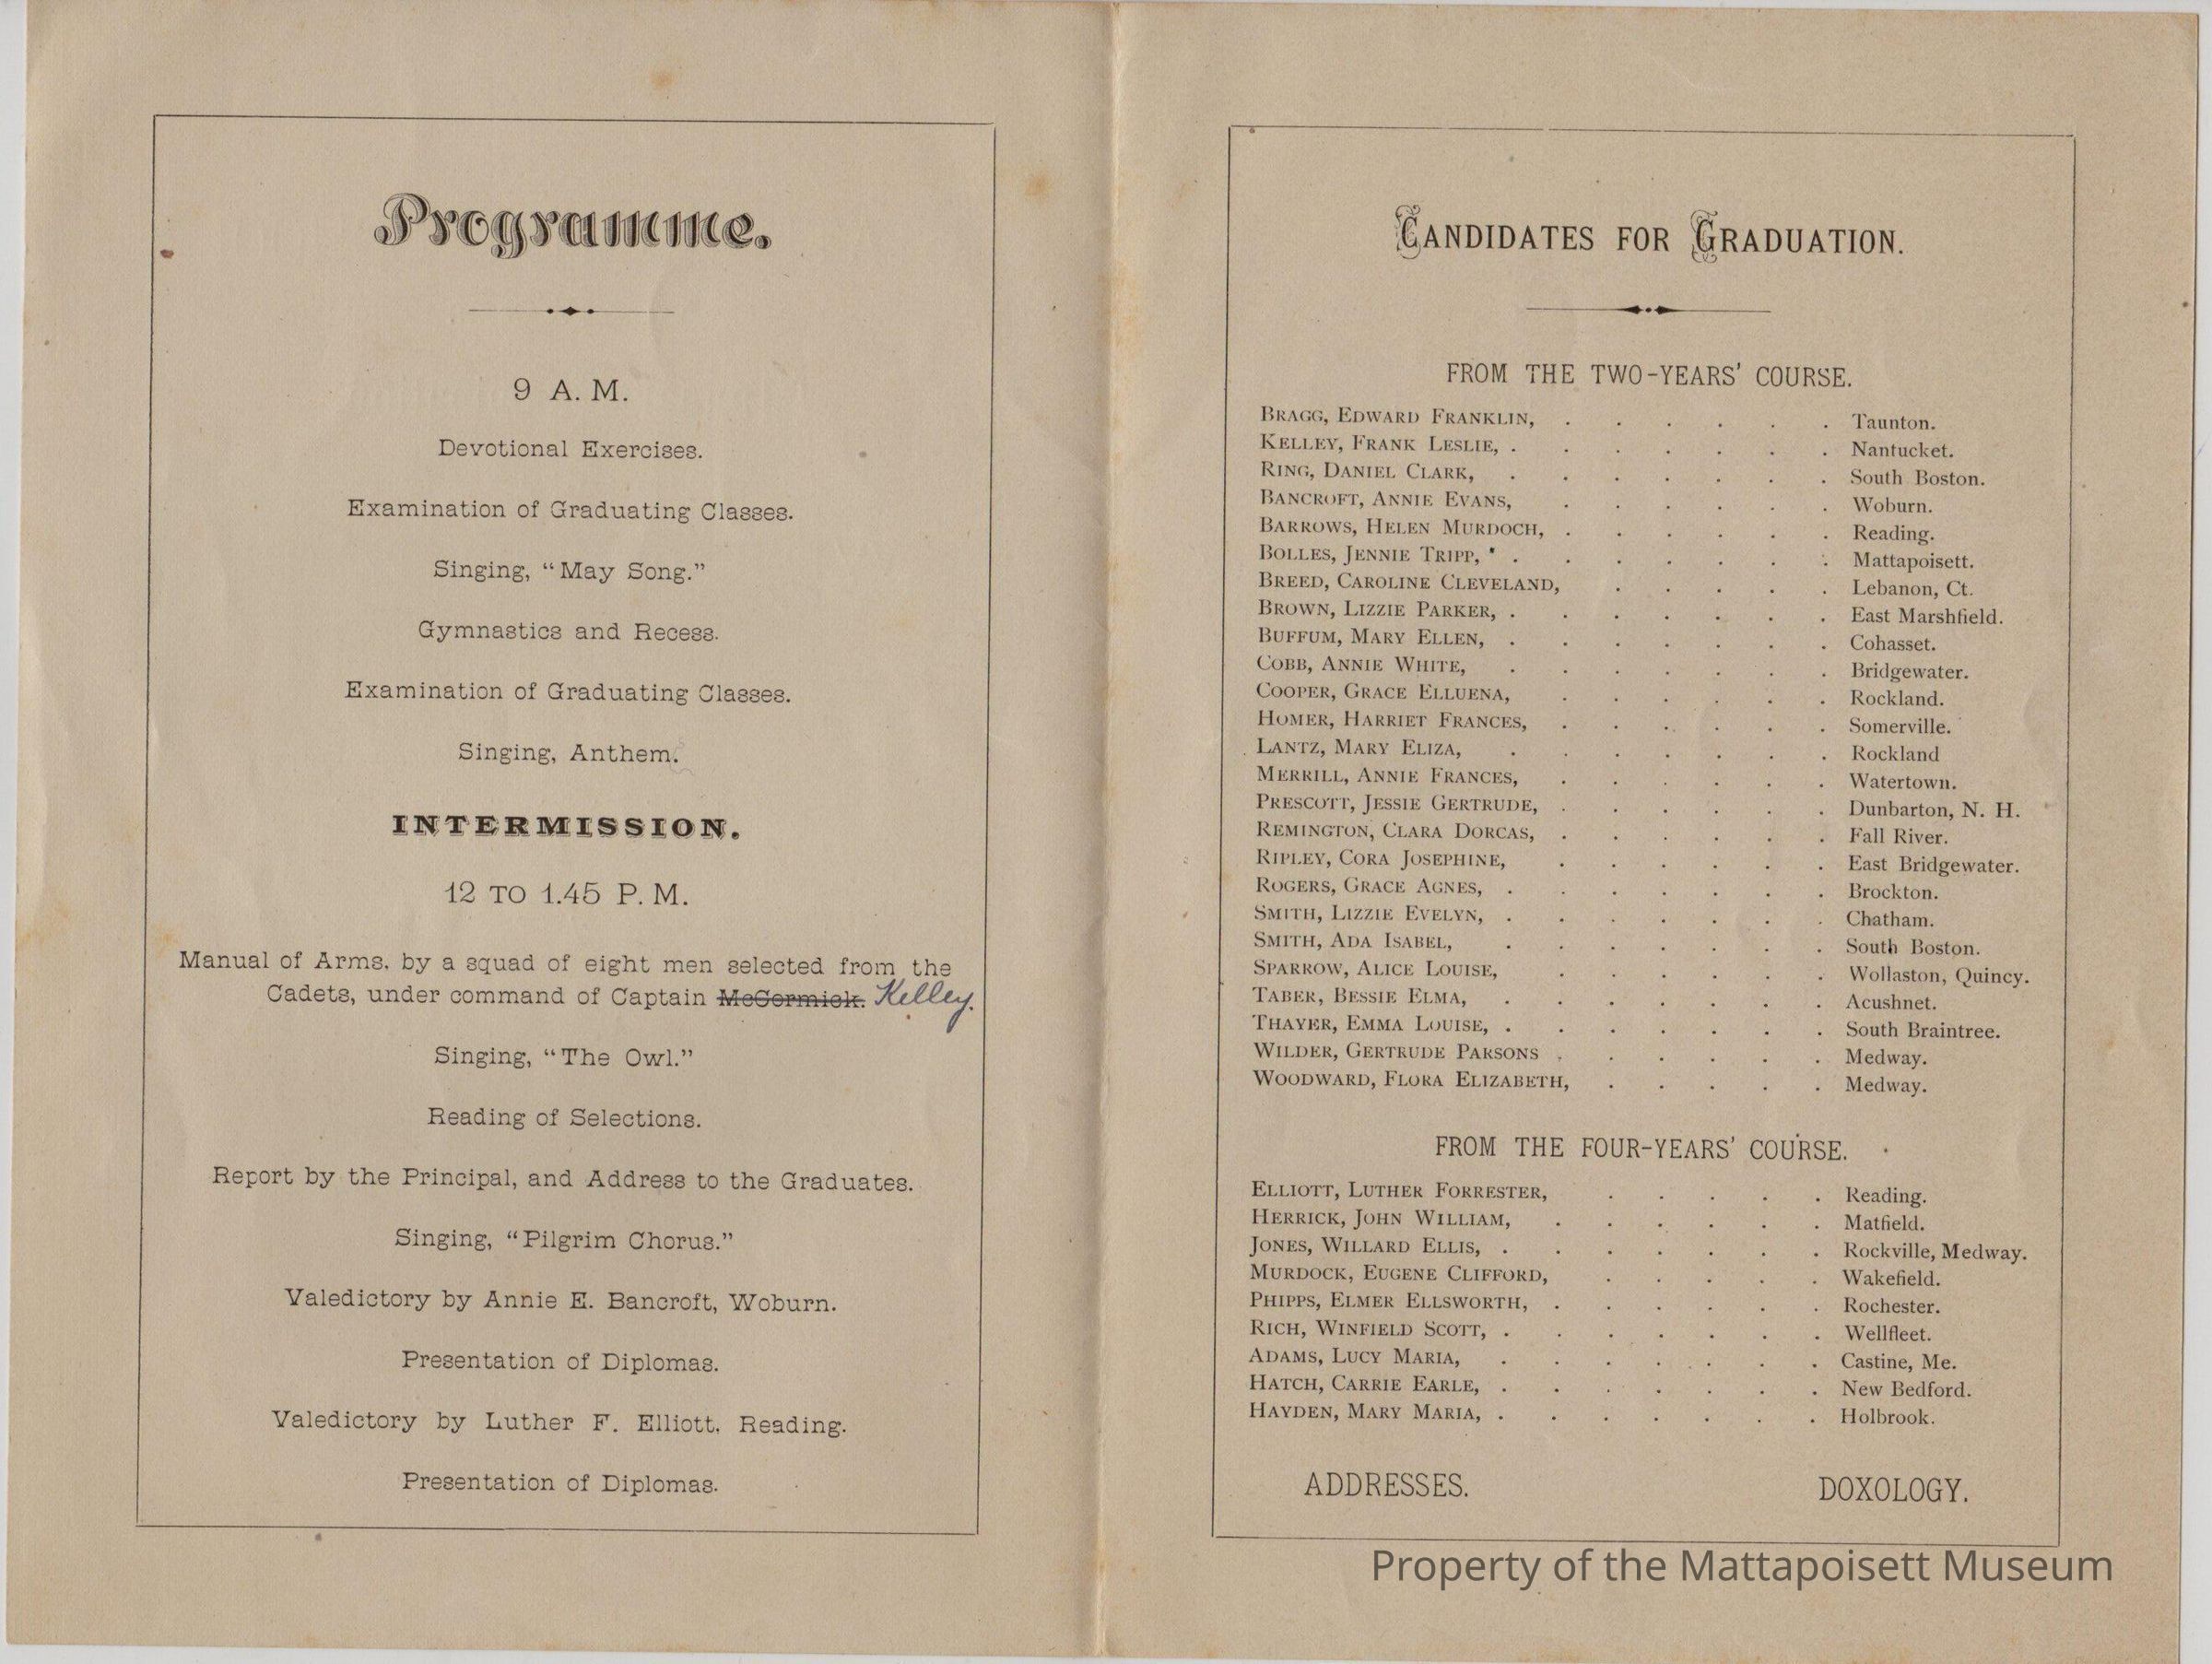 Programme.
9 A. M.
Devotional Exercises.
Examination of Graduating Classes.
Singing, "May Song."
Gymnastics and Recess.
Examination of Graduating Classes.
Singing, Anthem.
INTERMISSION.
12 TO 1.45 P. M.
Manual of Arms, by a squad of eight men selected from the
Cadets, under command of Captain McCormick. Kelley.
Singing, "The Owl."
Reading of Selections.
Report by the Principal, and Address to the Graduates.
Singing, "Pilgrim Chorus."
Valedictory by Annie E. Bancroft, Woburn.
Presentation of Diplomas.
Valedictory by Luther F. Elliott, Reading.
Presentation of Diplomas.
CANDIDATES FOR GRADUATION.
FROM THE TWO-YEARS' COURSE.
BRAGG, EDWARD FRANKLIN, . . . . . . Taunton.
KELLEY, FRANK LESLIE, . . . . . . . Nantucket.
RING, DANIEL CLARK, . . . . . . . South Boston.
BANCROFT, ANNIE EVANS, . . . . . . Woburn.
BARROWS, HELEN MURDOCH, . . . . . . Reading.
BOLLES, JENNIE TRIPP, . . . . . . . Mattapoisett.
BREED, CAROLINE CLEVELAND, . . . . . Lebanon, Ct.
BROWN, LIZZIE PARKER, . . . . . . . East Marshfield.
BUFFUM, MARY ELLEN, . . . . . . . Cohasset.
COBB, ANNIE WHITE, . . . . . . . Bridgewater.
COOPER, GRACE ELLUENA, . . . . . . Rockland.
HOMER, HARRIET FRANCES, . . . . . . Somerville.
LANTZ, MARY ELIZA, . . . . . . . Rockland
MERRILL, ANNIE FRANCES, . . . . . . Watertown.
PRESCOTT, JESSIE GERTRUDE, . . . . . . Dunbarton, N. H.
REMINGTON, CLARA DORCAS, . . . . . . Fall River.
RIPLEY, CORA JOSEPHINE, . . . . . . East Bridgewater.
ROGERS, GRACE AGNES, . . . . . . . Brockton.
SMITH, LIZZIE EVELYN, . . . . . . . Chatham.
SMITH, ADA ISABEL, . . . . . . . South Boston.
SPARROW, ALICE LOUISE, . . . . . . Wollaston, Quincy.
TABER, BESSIE ELMA, . . . . . . . Acushnet.
THAYER, EMMA LOUISE, . . . . . . . South Braintree.
WILDER, GERTRUDE PARSONS . . . . . . Medway.
WOODWARD, FLORA ELIZABETH, . . . . . Medway.
FROM THE FOUR-YEARS' COURSE.
ELLIOTT, LUTHER FORRESTER, . . . . . Reading.
HERRICK, JOHN WILLIAM, . . . . . . Matfield.
JONES, WILLARD ELLIS, . . . . . . . Rockville, Medway.
MURDOCK, EUGENE CLIFFORD, . . . . . Wakefield.
PHIPPS, ELMER ELLSWORTH, . . . . . . Rochester.
RICH, WINFIELD SCOTT, . . . . . . . Wellfleet.
ADAMS, LUCY MARIA, . . . . . . . Castine, Me.
HATCH, CARRIE EARLE, . . . . . . . New Bedford.
HAYDEN, MARY MARIA, . . . . . . . Holbrook.
ADDRESSES. DOXOLOGY.
Property of the Mattapoisett Museum